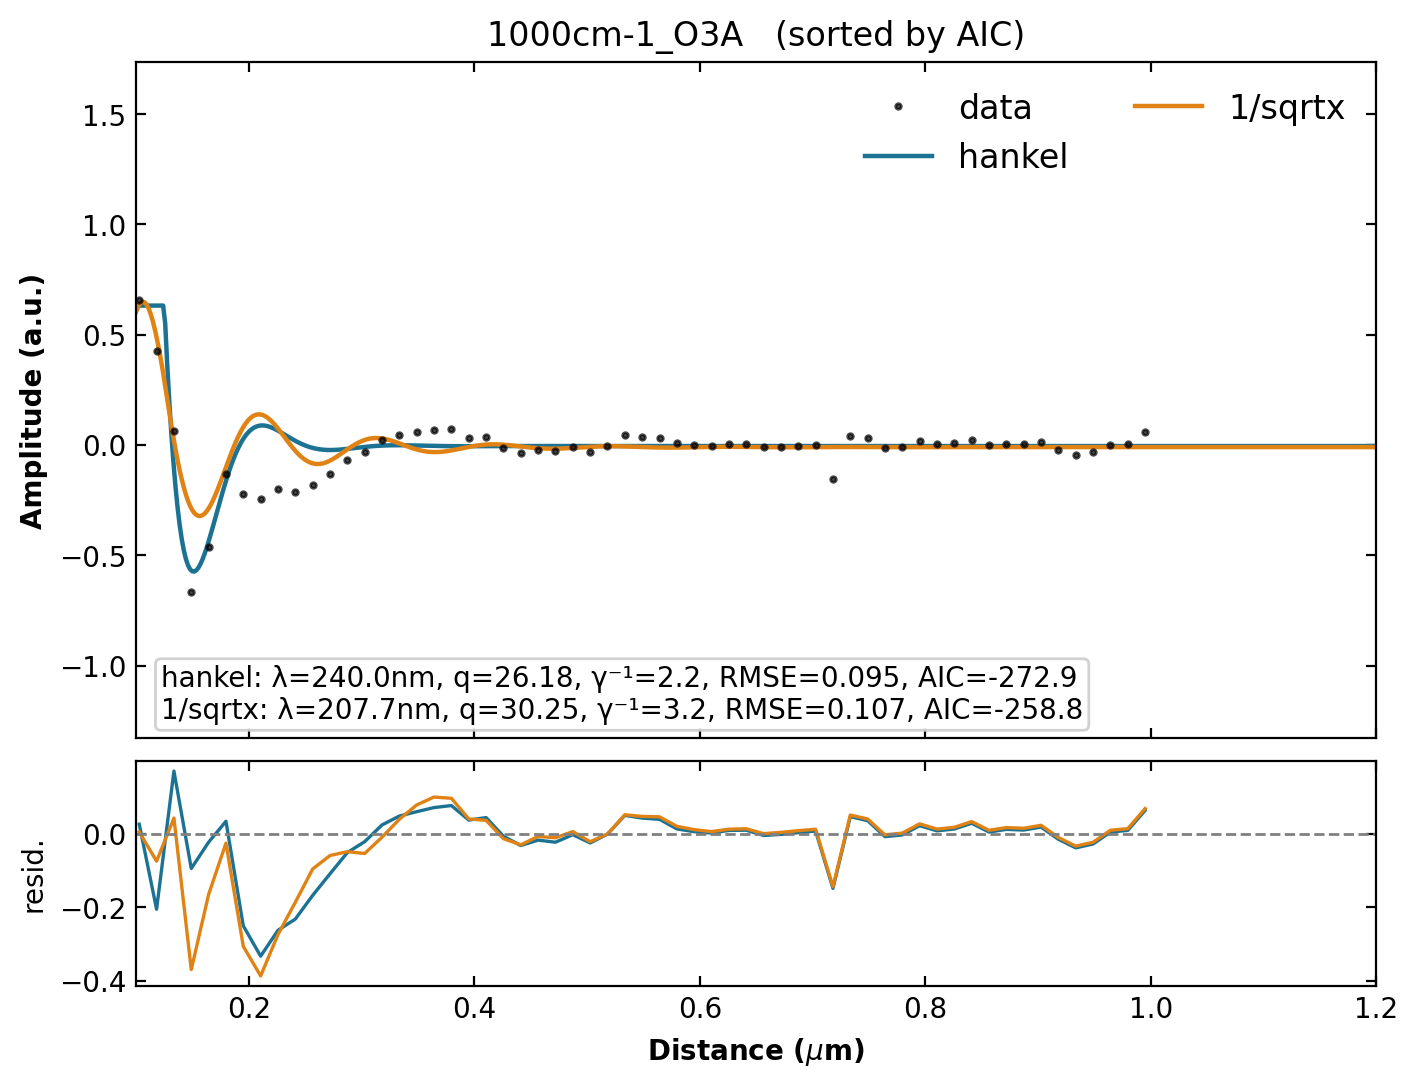 1000cm-1_O3A (sorted by AIC)
data
hankel
1/sqrtx
1.5
1.0
0.5
0.0
−0.5
−1.0
Amplitude (a.u.)
hankel: λ=240.0nm, q=26.18, γ⁻¹=2.2, RMSE=0.095, AIC=-272.9
1/sqrtx: λ=207.7nm, q=30.25, γ⁻¹=3.2, RMSE=0.107, AIC=-258.8
0.0
−0.2
−0.4
resid.
0.2 0.4 0.6 0.8 1.0 1.2
Distance (μm)